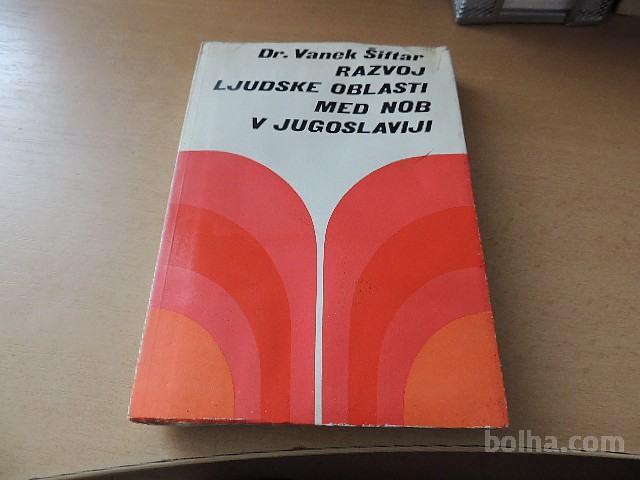 Dr. Vanek Šiftar
RAZVOJ
LJUDSKE OBLASTI
MED NOB
V JUGOSLAVIJI
bolha.com